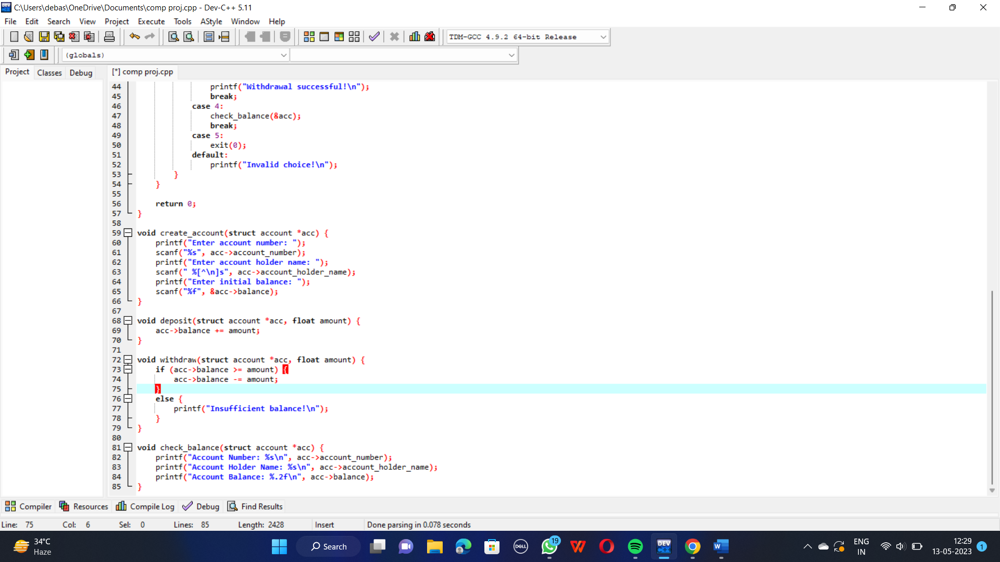 C:\Users\debas\OneDrive\Documents\comp proj.cpp - Dev-C++ 5.11
File Edit Search View Project Execute Tools AStyle Window Help
TDM-GCC 4.9.2 64-bit Release
(globals)
Project Classes Debug [*] comp proj.cpp
44 printf("Withdrawal successful!\n");
45 break;
46 case 4:
47 check_balance(&acc);
48 break;
49 case 5:
50 exit(0);
51 default:
52 printf("Invalid choice!\n");
53 }
54 }
55
56 return 0;
57 }
58
59 void create_account(struct account *acc) {
60 printf("Enter account number: ");
61 scanf("%s", acc->account_number);
62 printf("Enter account holder name: ");
63 scanf(" %[^\n]s", acc->account_holder_name);
64 printf("Enter initial balance: ");
65 scanf("%f", &acc->balance);
66 }
67
68 void deposit(struct account *acc, float amount) {
69 acc->balance += amount;
70 }
71
72 void withdraw(struct account *acc, float amount) {
73 if (acc->balance >= amount) {
74 acc->balance -= amount;
75 }
76 else {
77 printf("Insufficient balance!\n");
78 }
79 }
80
81 void check_balance(struct account *acc) {
82 printf("Account Number: %s\n", acc->account_number);
83 printf("Account Holder Name: %s\n", acc->account_holder_name);
84 printf("Account Balance: %.2f\n", acc->balance);
85 }
Compiler Resources Compile Log Debug Find Results
Line: 75 Col: 6 Sel: 0 Lines: 85 Length: 2428 Insert Done parsing in 0.078 seconds
34°C
Haze
Search
DELL
19
DEV
C++
W
ENG
IN
12:29
13-05-2023
1